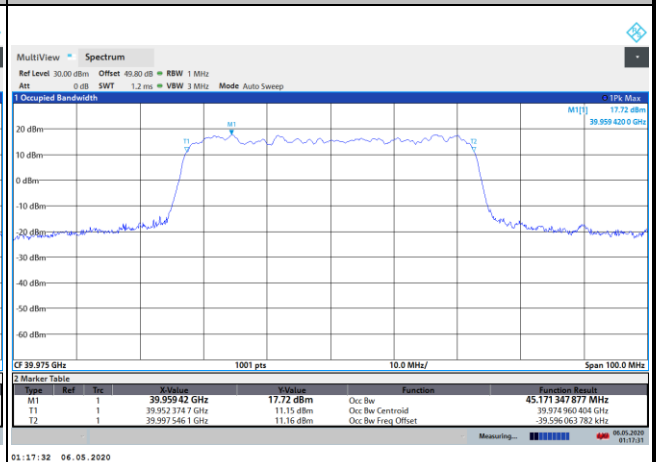 MultiView Spectrum
Ref Level 30.00 dBm Offset 49.80 dB RBW 1 MHz
Att 0 dB SWT 1.2 ms VBW 3 MHz Mode Auto Sweep
1 Occupied Bandwidth 1Pk Max
M1[1] 17.72 dBm
39.959 420 0 GHz
M1
T1
T2
20 dBm
10 dBm
0 dBm
-10 dBm
-20 dBm
-30 dBm
-40 dBm
-50 dBm
-60 dBm
CF 39.975 GHz 1001 pts 10.0 MHz/ Span 100.0 MHz
2 Marker Table
Type Ref Trc X-Value Y-Value Function Function Result
M1 1 39.959 42 GHz 17.72 dBm Occ Bw 45.171 347 877 MHz
T1 1 39.952 374 7 GHz 11.15 dBm Occ Bw Centroid 39.974 960 404 GHz
T2 1 39.997 546 1 GHz 11.16 dBm Occ Bw Freq Offset -39.596 063 782 kHz
Measuring... 06.05.2020
01:17:31
01:17:32 06.05.2020